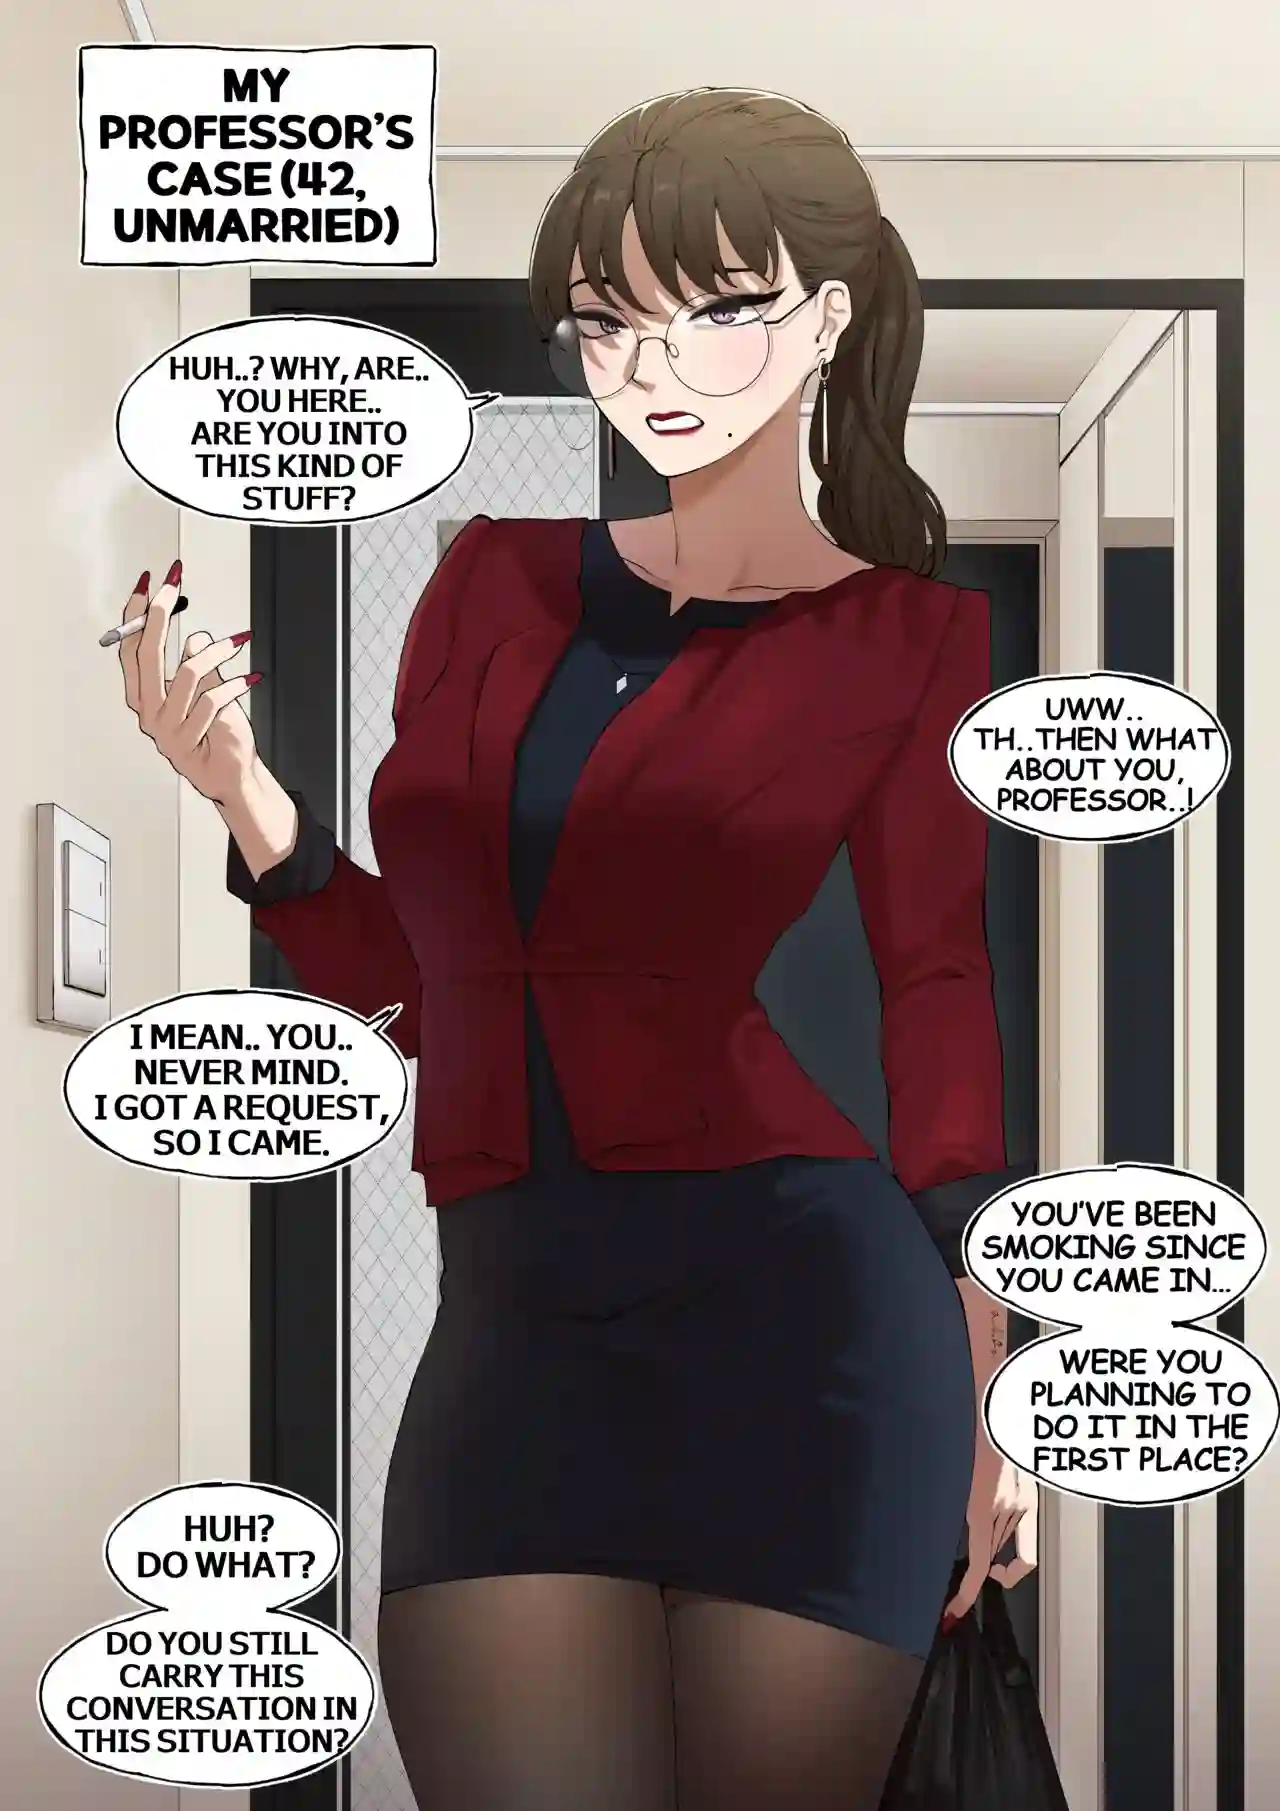 MY
PROFESSOR'S
CASE (42,
UNMARRIED)
HUH..? WHY, ARE..
YOU HERE..
ARE YOU INTO
THIS KIND OF
STUFF?
UWW..
TH..THEN WHAT
ABOUT YOU,
PROFESSOR..!
I MEAN.. YOU..
NEVER MIND.
I GOT A REQUEST,
SO I CAME.
YOU'VE BEEN
SMOKING SINCE
YOU CAME IN...
WERE YOU
PLANNING TO
DO IT IN THE
FIRST PLACE?
HUH?
DO WHAT?
DO YOU STILL
CARRY THIS
CONVERSATION IN
THIS SITUATION?